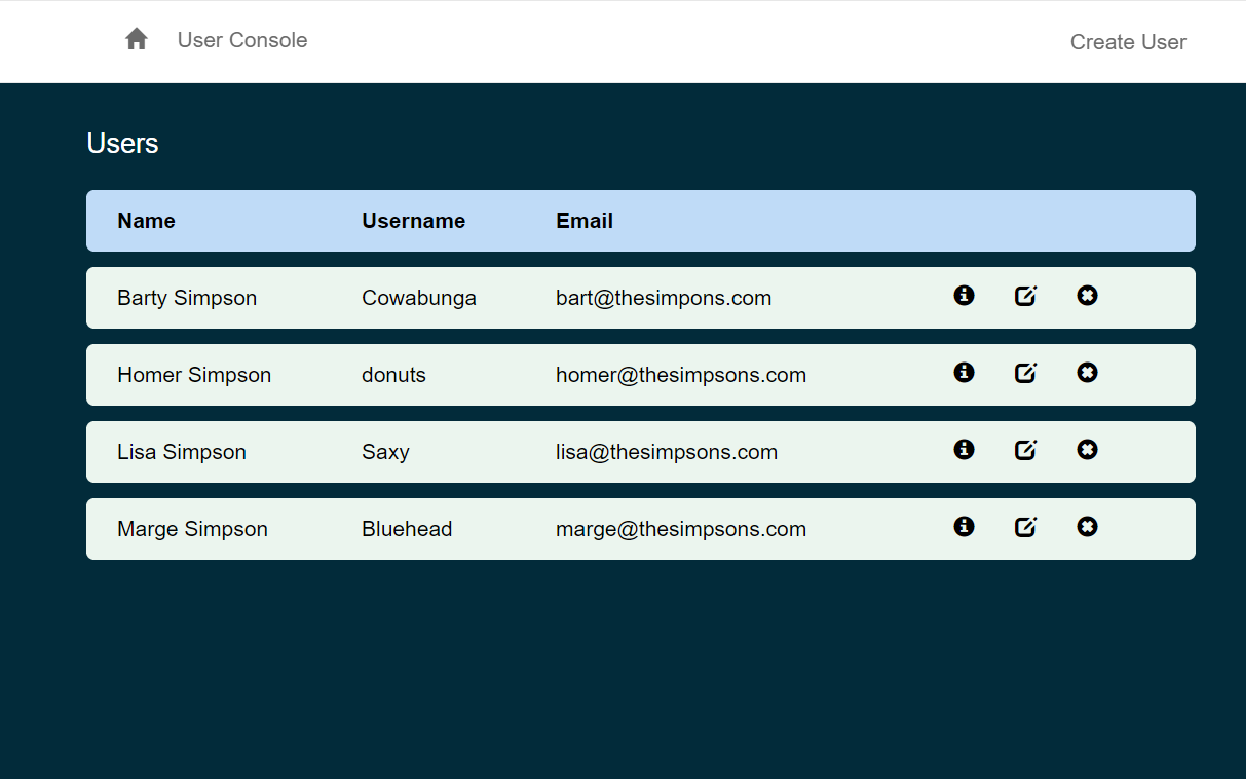 User Console Create User
Users
Name Username Email
Barty Simpson Cowabunga bart@thesimpons.com
Homer Simpson donuts homer@thesimpsons.com
Lisa Simpson Saxy lisa@thesimpsons.com
Marge Simpson Bluehead marge@thesimpsons.com